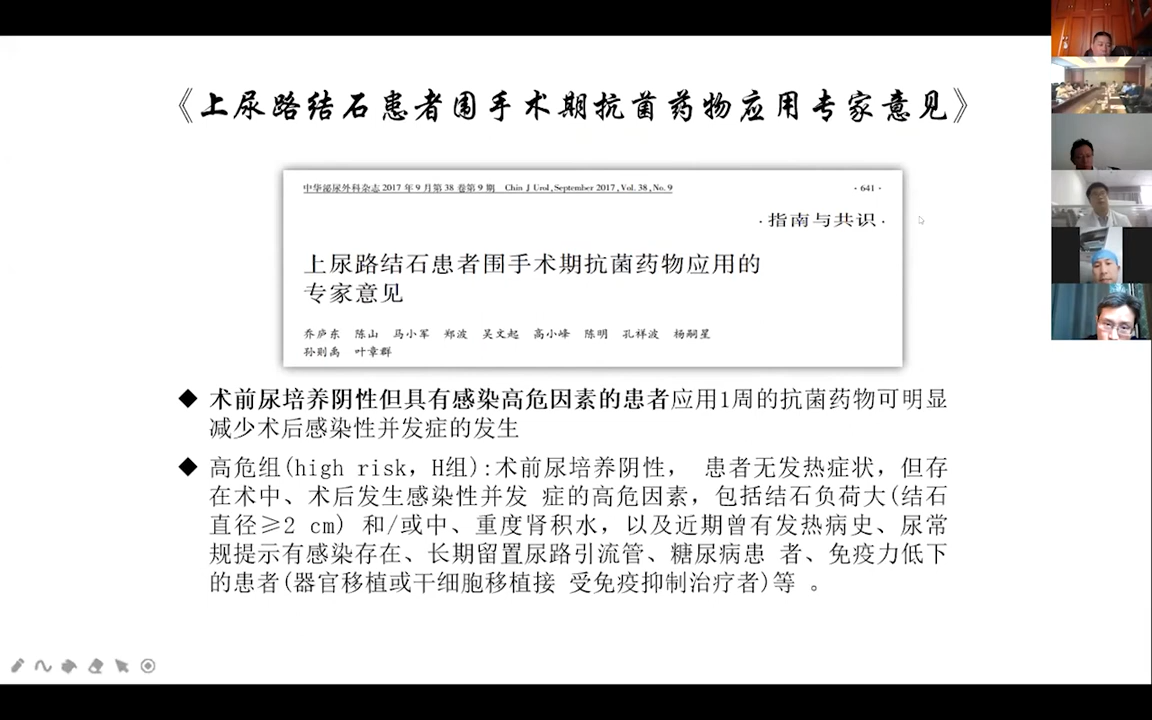 《上尿路结石患者围手术期抗菌药物应用专家意见》
中华泌尿外科杂志 2017 年 9 月第 38 卷第 9 期 Chin J Urol, September 2017, Vol. 38, No. 9
· 641 ·
· 指南与共识 ·
上尿路结石患者围手术期抗菌药物应用的
专家意见
乔庐东 陈山 马小军 郑波 吴文起 高小峰 陈明 孔祥波 杨嗣星
孙则禹 叶章群
◆ 术前尿培养阴性但具有感染高危因素的患者应用1周的抗菌药物可明显
减少术后感染性并发症的发生
◆ 高危组(high risk，H组):术前尿培养阴性， 患者无发热症状，但存
在术中、术后发生感染性并发 症的高危因素，包括结石负荷大(结石
直径≥2 cm) 和/或中、重度肾积水，以及近期曾有发热病史、尿常
规提示有感染存在、长期留置尿路引流管、糖尿病患 者、免疫力低下
的患者(器官移植或干细胞移植接 受免疫抑制治疗者)等 。